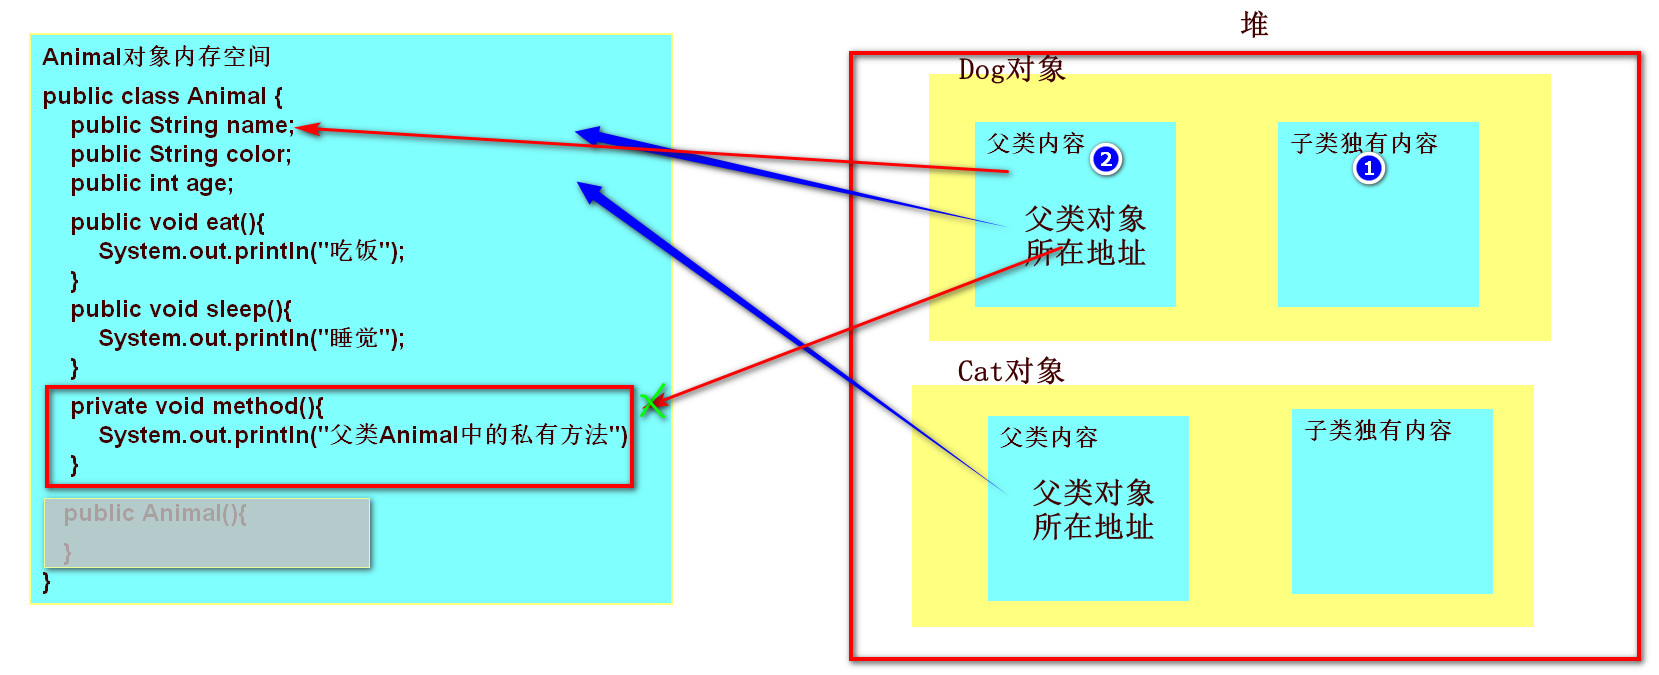 Animal对象内存空间
public class Animal {
public String name;
public String color;
public int age;
public void eat(){
System.out.println("吃饭");
}
public void sleep(){
System.out.println("睡觉");
}
private void method(){
System.out.println("父类Animal中的私有方法")
}
public Animal(){
}
}
堆
Dog对象
父类内容
2
父类对象
所在地址
子类独有内容
1
Cat对象
父类内容
父类对象
所在地址
子类独有内容